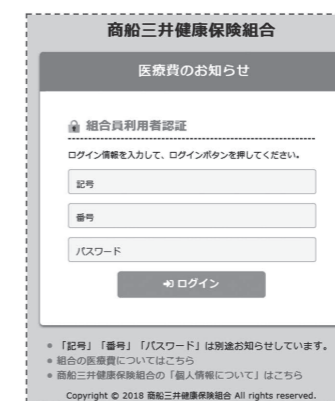 商船三井健康保険組合
医療費のお知らせ
組合員利用者認証
ログイン情報を入力して、ログインボタンを押してください。
記号
番号
パスワード
ログイン
「記号」「番号」「パスワード」は別途お知らせしています。
組合の医療費についてはこちら
商船三井健康保険組合の「個人情報について」はこちら
Copyright © 2018 商船三井健康保険組合 All rights reserved.